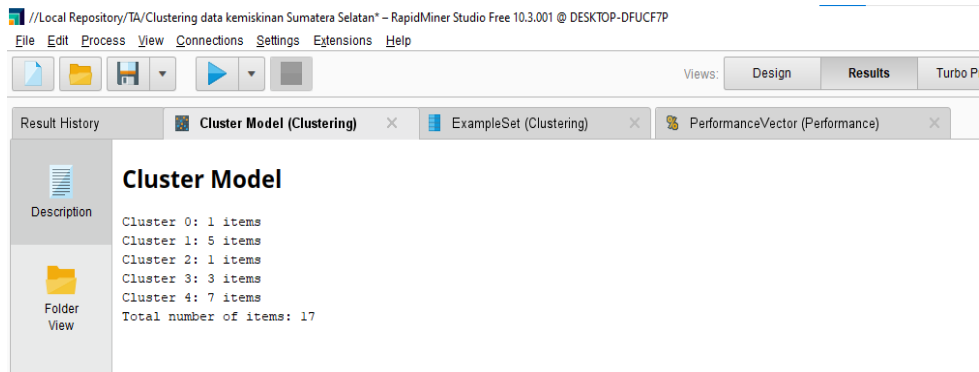 //Local Repository/TA/Clustering data kemiskinan Sumatera Selatan* – RapidMiner Studio Free 10.3.001 @ DESKTOP-DFUCF7P
File Edit Process View Connections Settings Extensions Help
Views: Design Results Turbo P
Result History Cluster Model (Clustering) ExampleSet (Clustering) PerformanceVector (Performance)
Description
Folder View
Cluster Model
Cluster 0: 1 items
Cluster 1: 5 items
Cluster 2: 1 items
Cluster 3: 3 items
Cluster 4: 7 items
Total number of items: 17